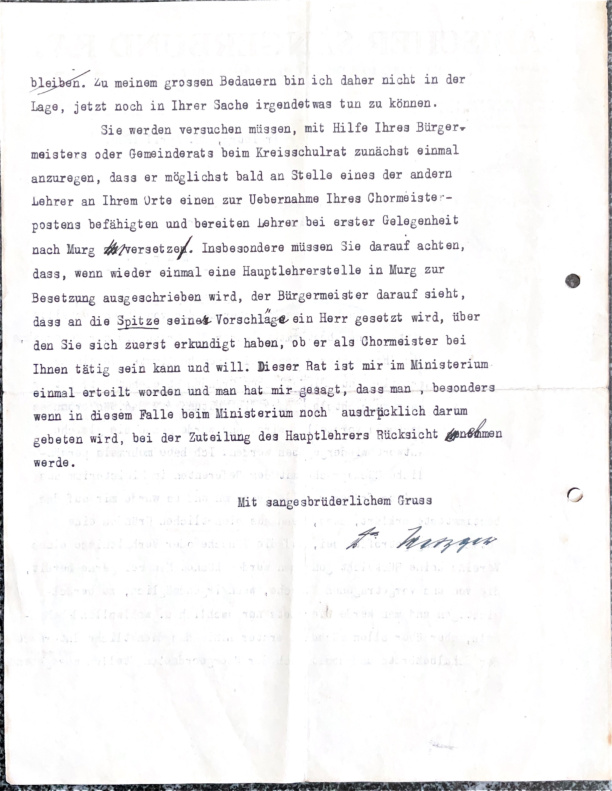 bleiben. Zu meinem grossen Bedauern bin ich daher nicht in der
Lage, jetzt noch in Ihrer Sache irgendetwas tun zu können.
Sie werden versuchen müssen, mit Hilfe Ihres Bürger-
meisters oder Gemeinderats beim Kreisschulrat zunächst einmal
anzuregen, dass er möglichst bald an Stelle eines der andern
Lehrer an Ihrem Orte einen zur Uebernahme Ihres Chormeister-
postens befähigten und bereiten Lehrer bei erster Gelegenheit
nach Murg versetze. Insbesondere müssen Sie darauf achten,
dass, wenn wieder einmal eine Hauptlehrerstelle in Murg zur
Besetzung ausgeschrieben wird, der Bürgermeister darauf sieht,
dass an die Spitze seiner Vorschläge ein Herr gesetzt wird, über
den Sie sich zuerst erkundigt haben, ob er als Chormeister bei
Ihnen tätig sein kann und will. Dieser Rat ist mir im Ministerium
einmal erteilt worden und man hat mir gesagt, dass man, besonders
wenn in diesem Falle beim Ministerium noch ausdrücklich darum
gebeten wird, bei der Zuteilung des Hauptlehrers Rücksicht nehmen
werde.
Mit sangesbrüderlichem Gruss